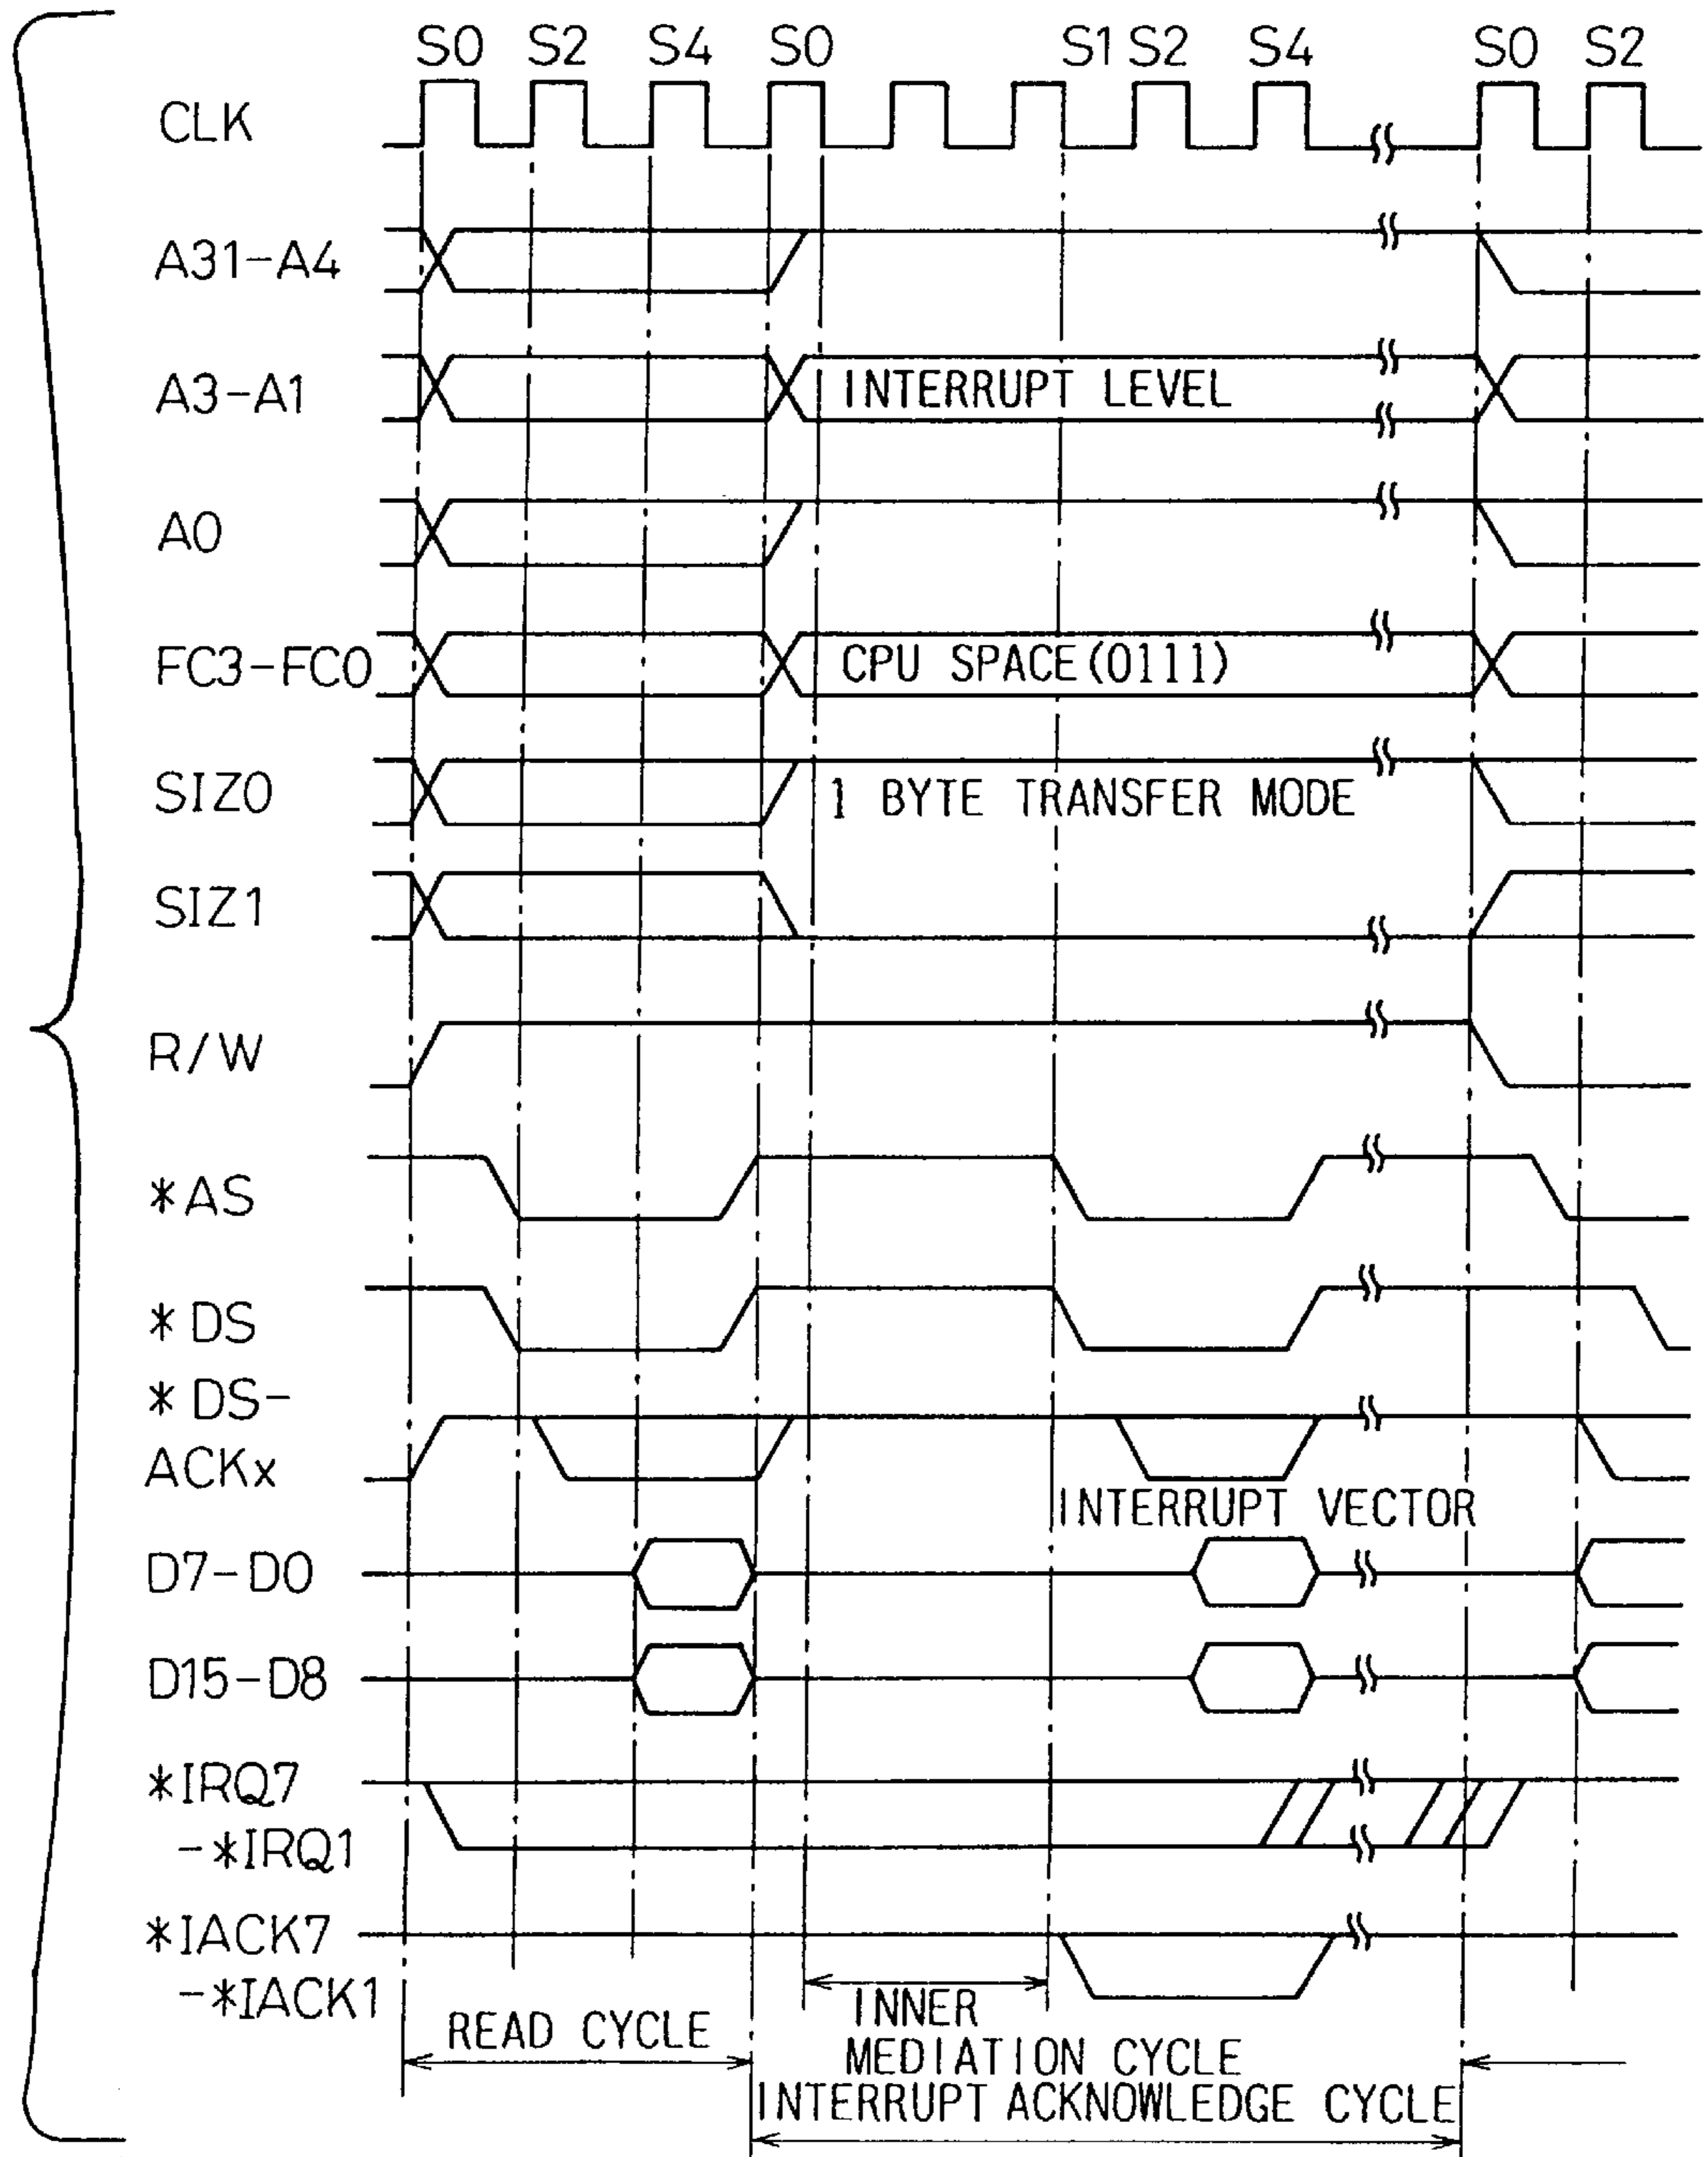 S0 S2 S4 S0 S1 S2 S4 S0 S2
CLK
A31-A4
A3-A1 INTERRUPT LEVEL
A0
FC3-FC0 CPU SPACE(0111)
SIZ0 1 BYTE TRANSFER MODE
SIZ1
R/W
*AS
*DS
*DS-
ACKx
INTERRUPT VECTOR
D7-D0
D15-D8
*IRQ7
-*IRQ1
*IACK7
-*IACK1
READ CYCLE
INNER
MEDIATION CYCLE
INTERRUPT ACKNOWLEDGE CYCLE